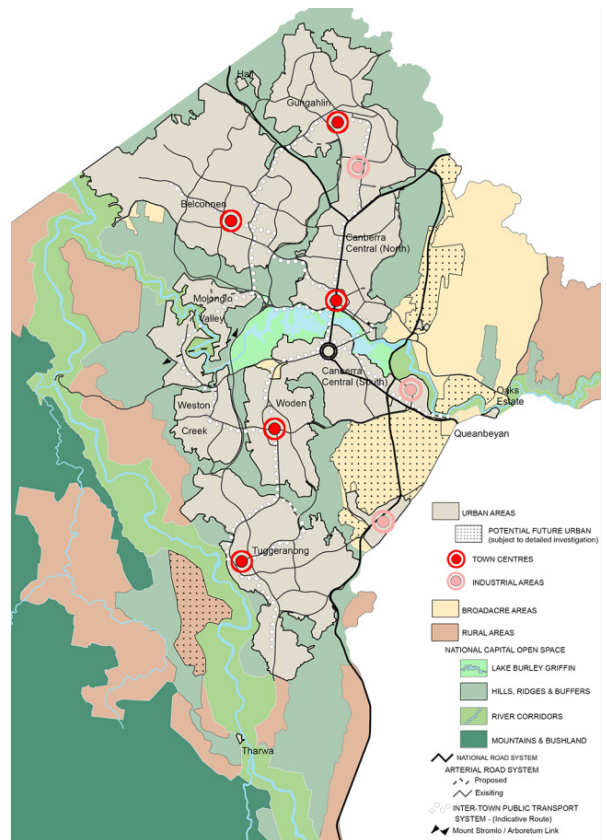 Hall
Gungahlin
Belconnen
Canberra
Central (North)
Molonglo
Valley
Canberra
Central (South)
Oaks
Estate
Weston
Creek
Woden
Queanbeyan
Tuggeranong
Tharwa
URBAN AREAS
POTENTIAL FUTURE URBAN
(subject to detailed investigation)
TOWN CENTRES
INDUSTRIAL AREAS
BROADACRE AREAS
RURAL AREAS
NATIONAL CAPITAL OPEN SPACE
LAKE BURLEY GRIFFIN
HILLS, RIDGES & BUFFERS
RIVER CORRIDORS
MOUNTAINS & BUSHLAND
NATIONAL ROAD SYSTEM
ARTERIAL ROAD SYSTEM
Proposed
Exisiting
INTER-TOWN PUBLIC TRANSPORT
SYSTEM - (Indicative Route)
Mount Stromlo / Arboretum Link